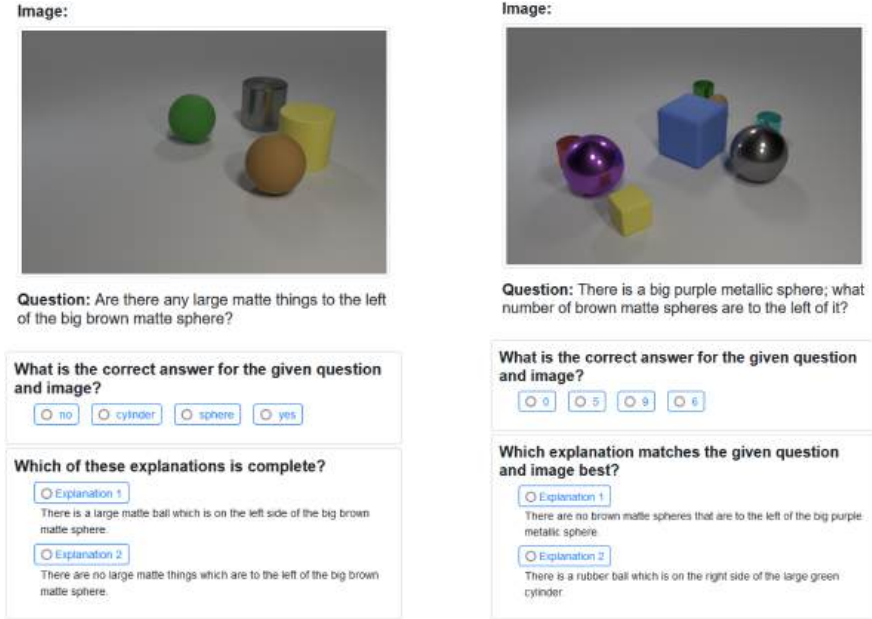 Image:
Question: Are there any large matte things to the left
of the big brown matte sphere?
What is the correct answer for the given question
and image?
no cylinder sphere yes
Which of these explanations is complete?
Explanation 1
There is a large matte ball which is on the left side of the big brown
matte sphere.
Explanation 2
There are no large matte things which are to the left of the big brown
matte sphere.
Image:
Question: There is a big purple metallic sphere; what
number of brown matte spheres are to the left of it?
What is the correct answer for the given question
and image?
0 5 9 6
Which explanation matches the given question
and image best?
Explanation 1
There are no brown matte spheres that are to the left of the big purple
metallic sphere
Explanation 2
There is a rubber ball which is on the right side of the large green
cylinder